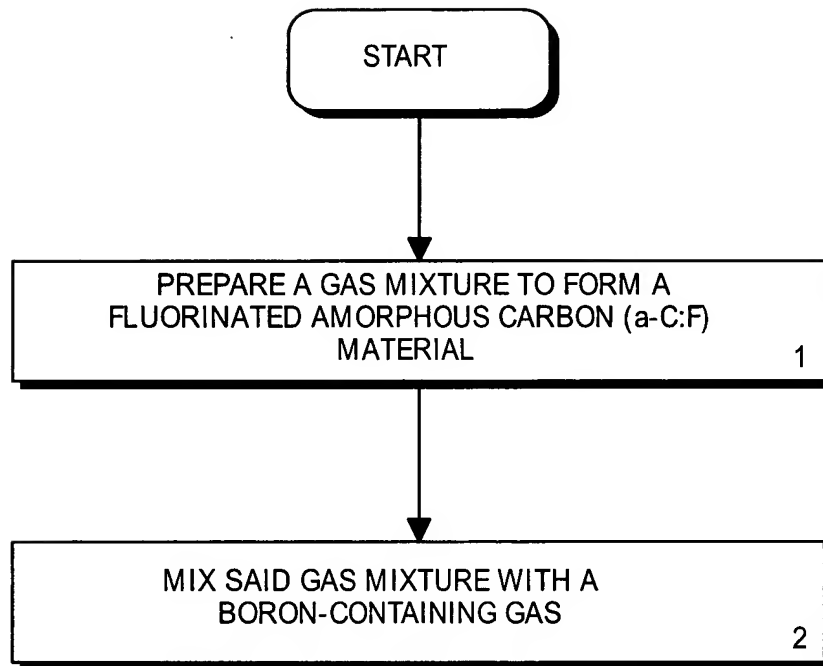 START
PREPARE A GAS MIXTURE TO FORM A
FLUORINATED AMORPHOUS CARBON (a-C:F)
MATERIAL
1
MIX SAID GAS MIXTURE WITH A
BORON-CONTAINING GAS
2